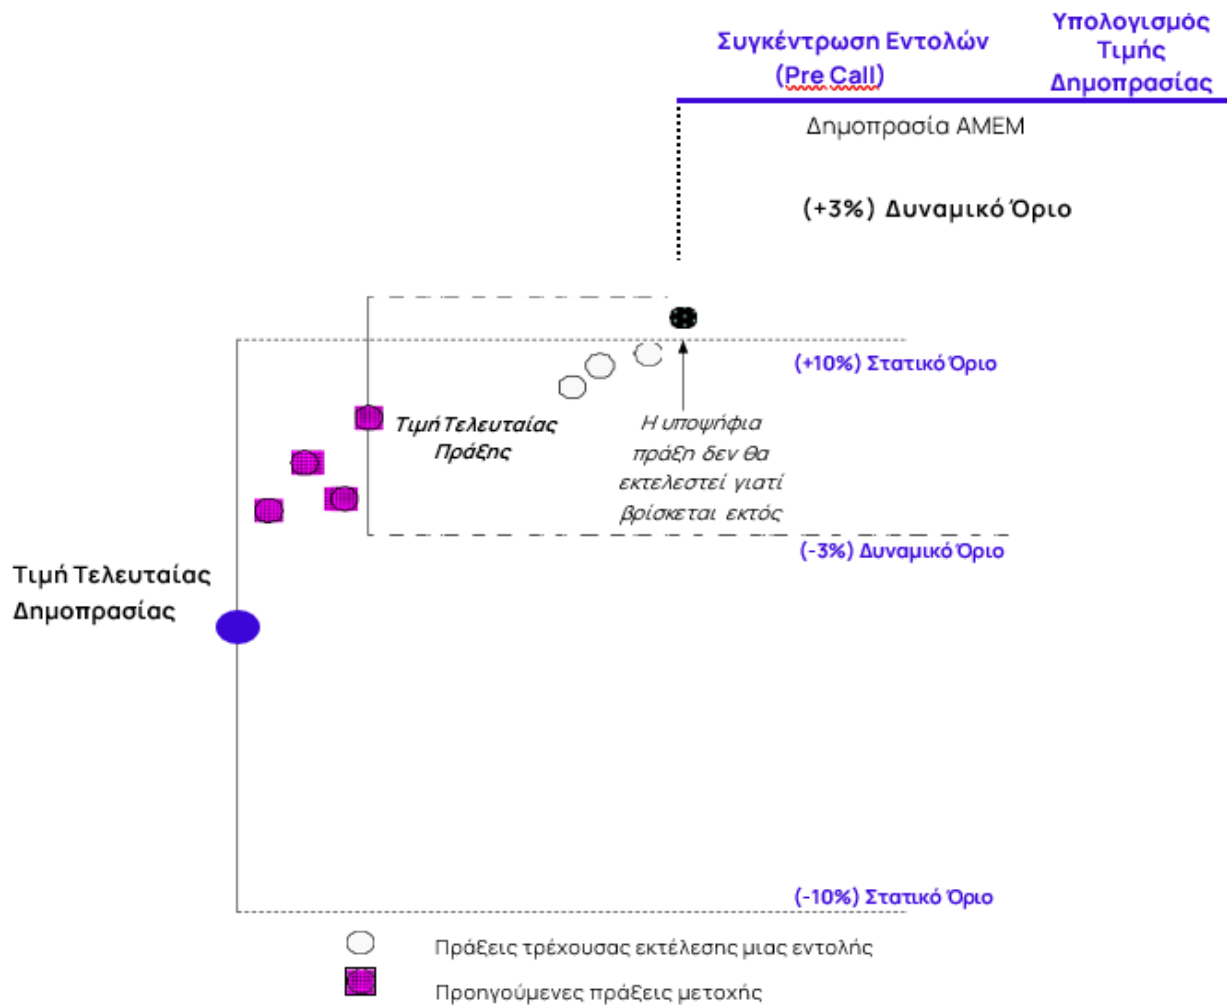 Συγκέντρωση Εντολών
(Pre Call)
Υπολογισμός
Τιμής
Δημοπρασίας
Δημοπρασία ΑΜΕΜ
(+3%) Δυναμικό Όριο
(+10%) Στατικό Όριο
Τιμή Τελευταίας
Πράξης
Η υποψήφια
πράξη δεν θα
εκτελεστεί γιατί
βρίσκεται εκτός
(-3%) Δυναμικό Όριο
Τιμή Τελευταίας
Δημοπρασίας
(-10%) Στατικό Όριο
Πράξεις τρέχουσας εκτέλεσης μιας εντολής
Προηγούμενες πράξεις μετοχής